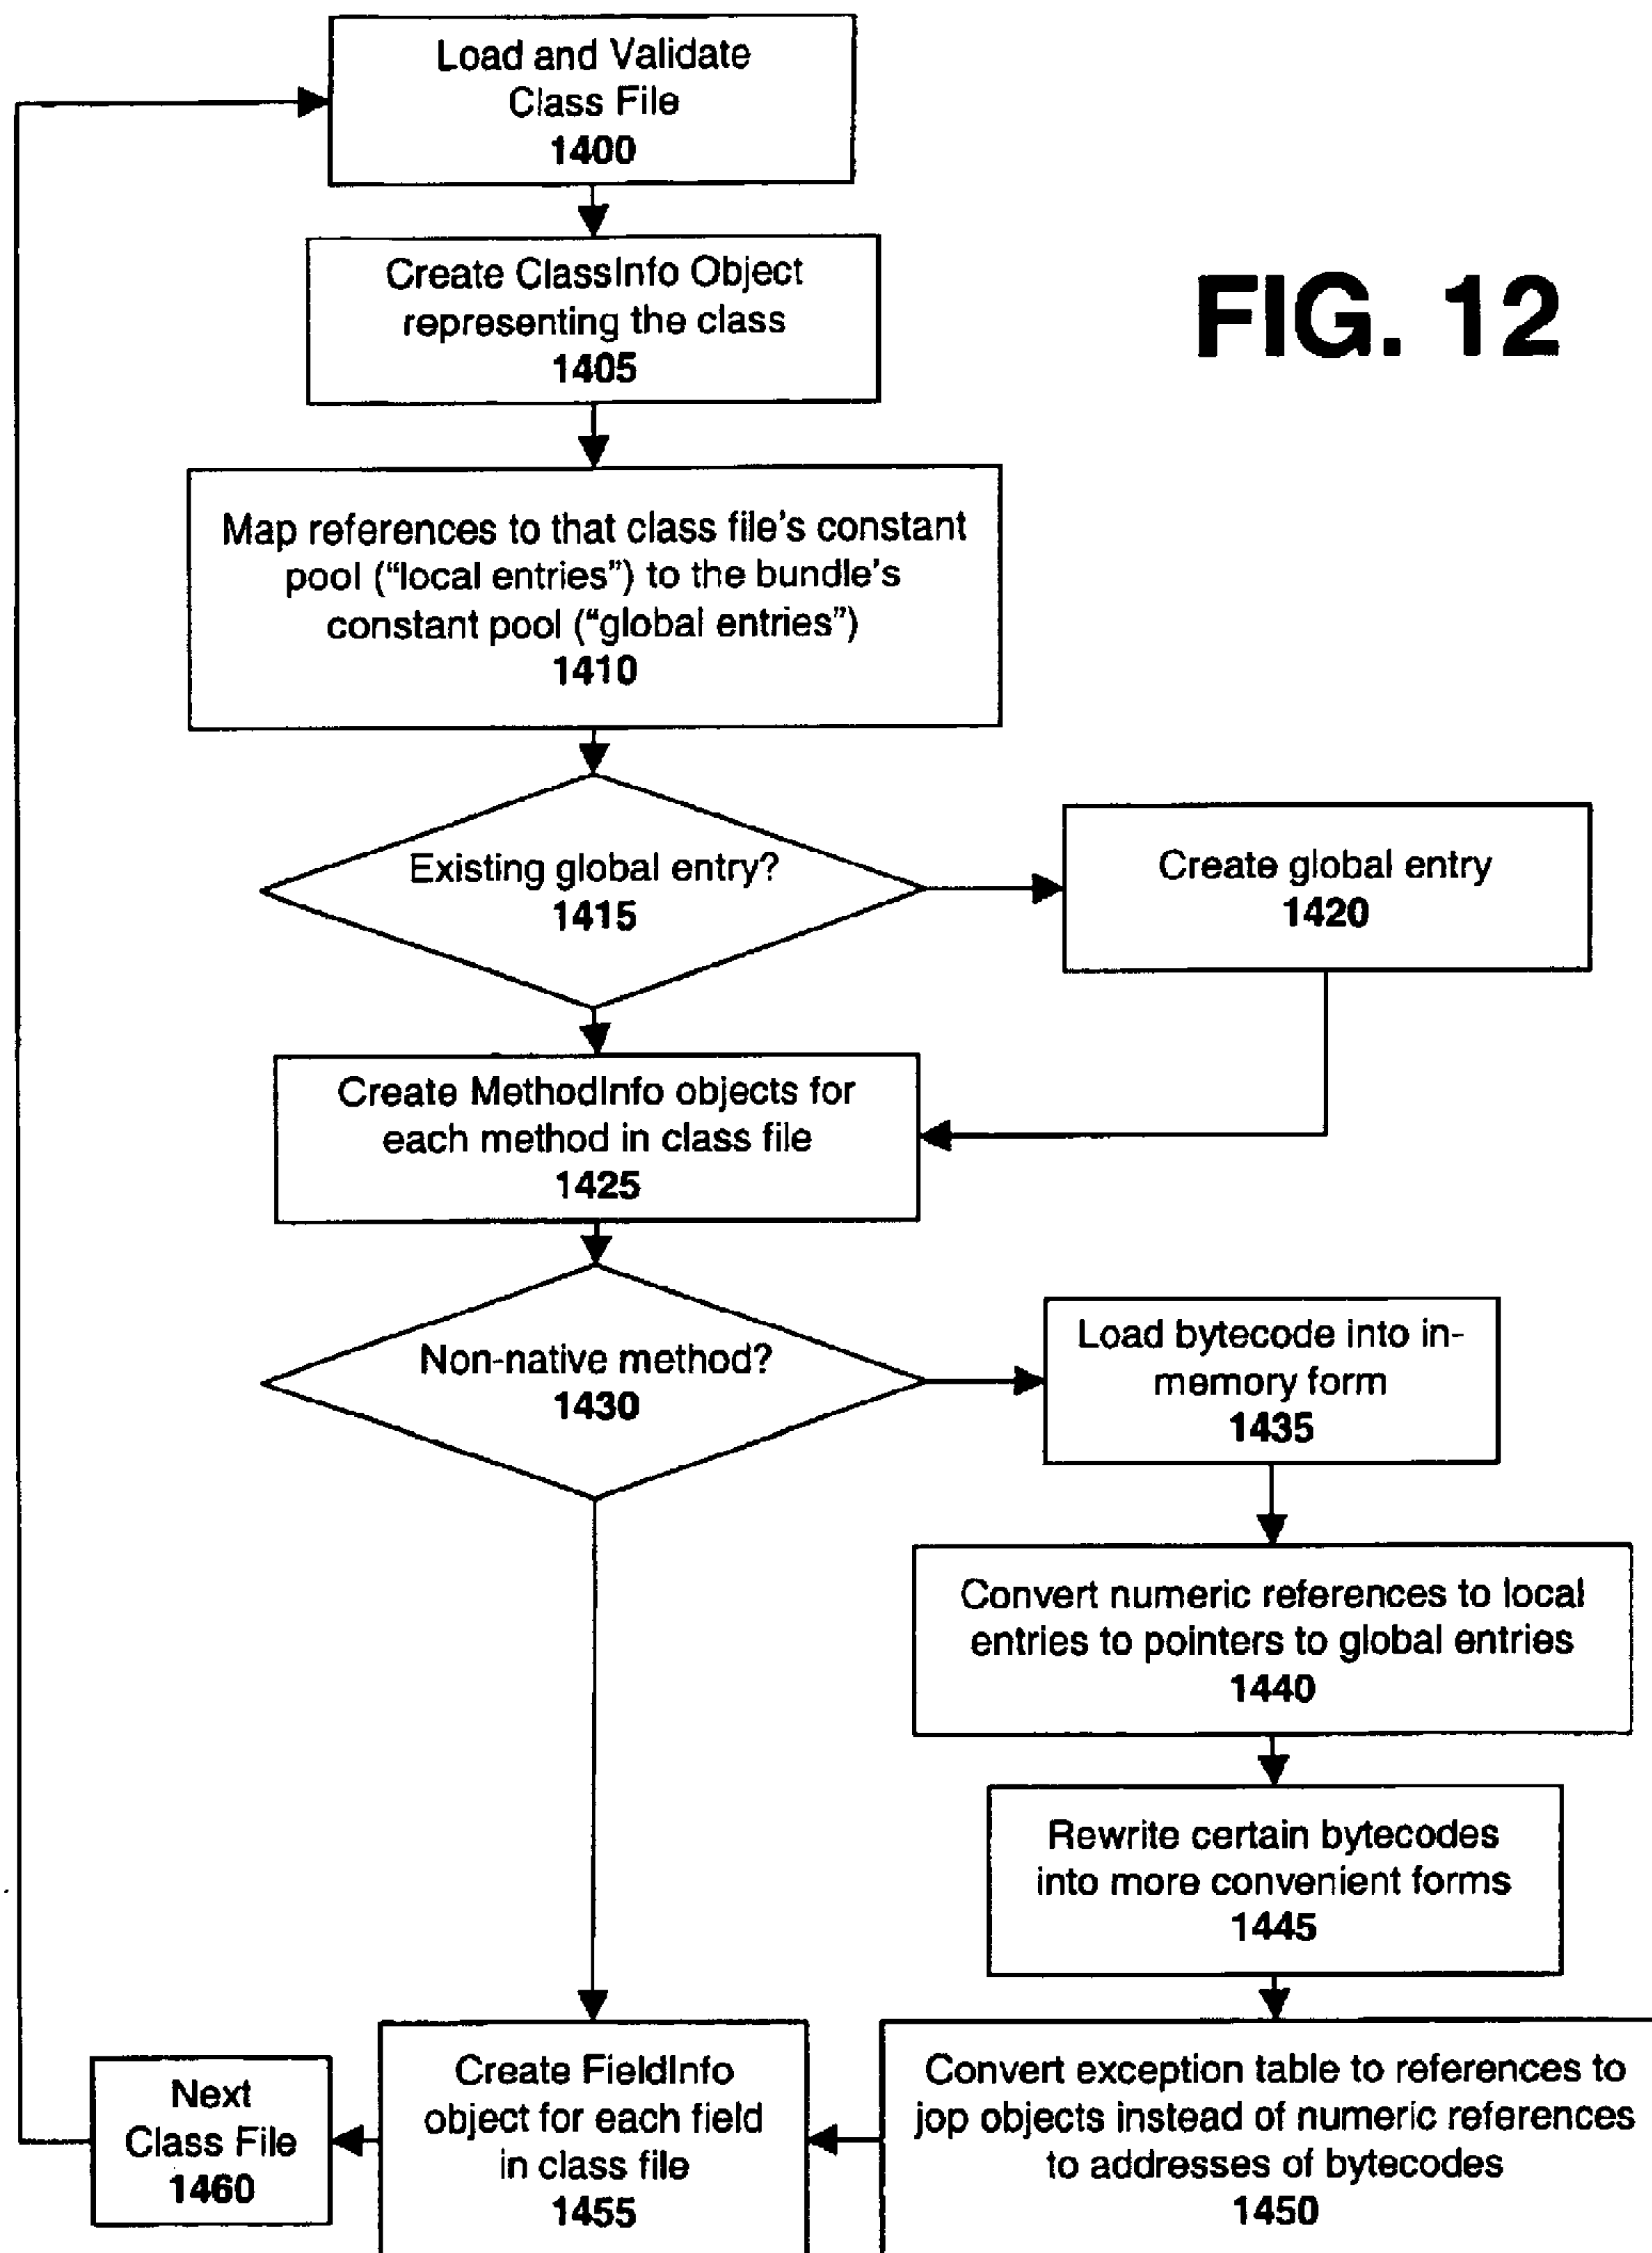 Load and Validate
Class File
1400
Create ClassInfo Object
representing the class
1405
FIG. 12
Map references to that class file's constant
pool (“local entries”) to the bundle's
constant pool (“global entries”)
1410
Existing global entry?
1415
Create global entry
1420
Create MethodInfo objects for
each method in class file
1425
Non-native method?
1430
Load bytecode into in-
memory form
1435
Convert numeric references to local
entries to pointers to global entries
1440
Rewrite certain bytecodes
into more convenient forms
1445
Next
Class File
1460
Create FieldInfo
object for each field
in class file
1455
Convert exception table to references to
jop objects instead of numeric references
to addresses of bytecodes
1450